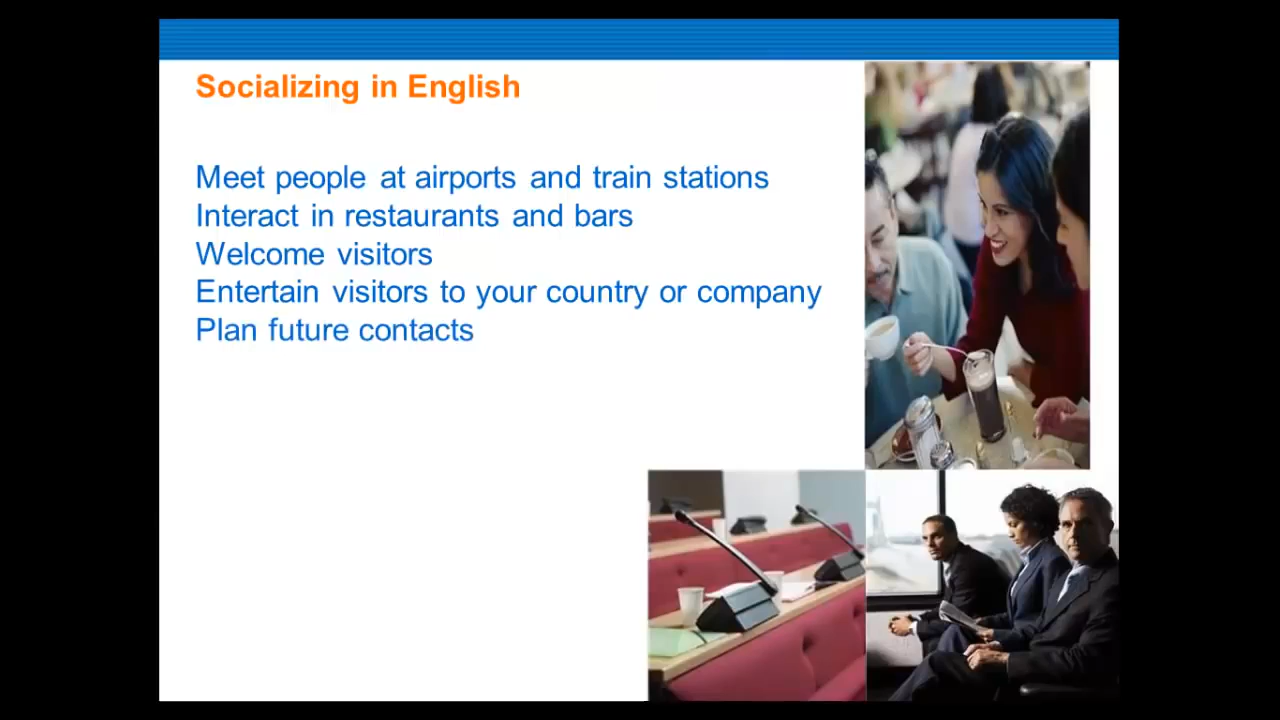 Socializing in English
Meet people at airports and train stations
Interact in restaurants and bars
Welcome visitors
Entertain visitors to your country or company
Plan future contacts